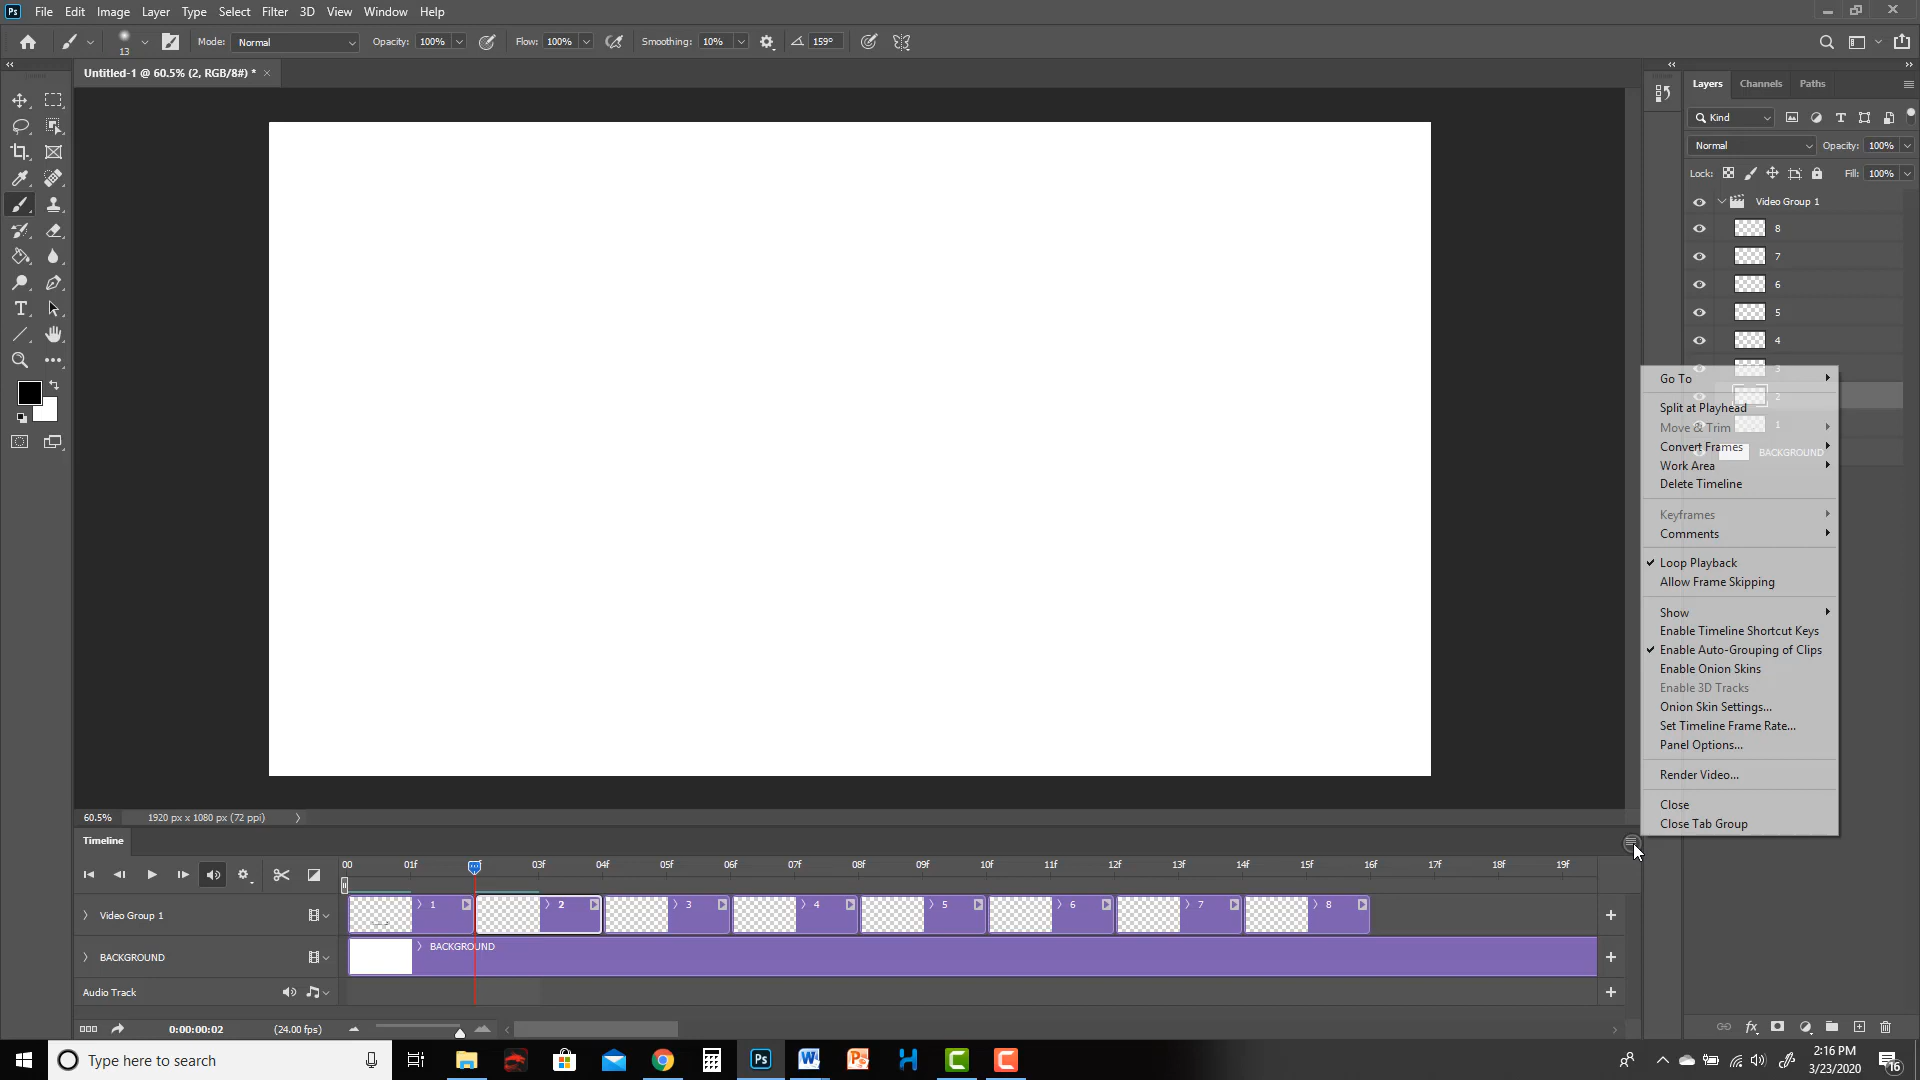 Ps File Edit Image Layer Type Select Filter 3D View Window Help
13 Mode: Normal Opacity: 100% Flow: 100% Smoothing: 10% 159°
Untitled-1 @ 60.5% (2, RGB/8#) * ×
Layers Channels Paths
Kind
Normal Opacity: 100%
Lock: Fill: 100%
Video Group 1
8
7
6
5
4
3
2
1
BACKGROUND
Go To
Split at Playhead
Move & Trim
Convert Frames
Work Area
Delete Timeline
Keyframes
Comments
Loop Playback
Allow Frame Skipping
Show
Enable Timeline Shortcut Keys
Enable Auto-Grouping of Clips
Enable Onion Skins
Enable 3D Tracks
Onion Skin Settings...
Set Timeline Frame Rate...
Panel Options...
Render Video...
Close
Close Tab Group
60.5% 1920 px x 1080 px (72 ppi)
Timeline
00 01f f 03f 04f 05f 06f 07f 08f 09f 10f 11f 12f 13f 14f 15f 16f 17f 18f 19f
Video Group 1 1 2 3 4 5 6 7 8
BACKGROUND BACKGROUND
Audio Track
0:00:00:02 (24.00 fps)
Type here to search
2:16 PM
3/23/2020
16